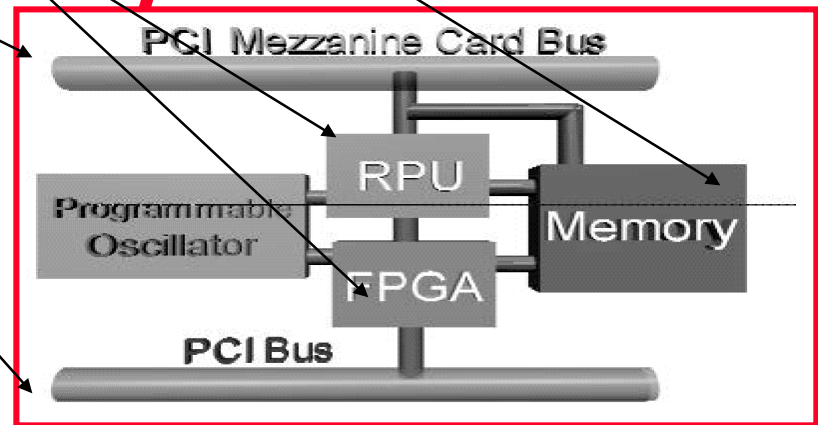 PCI Mezzanine Card Bus
RPU
Programmable
Oscillator
Memory
FPGA
PCI Bus